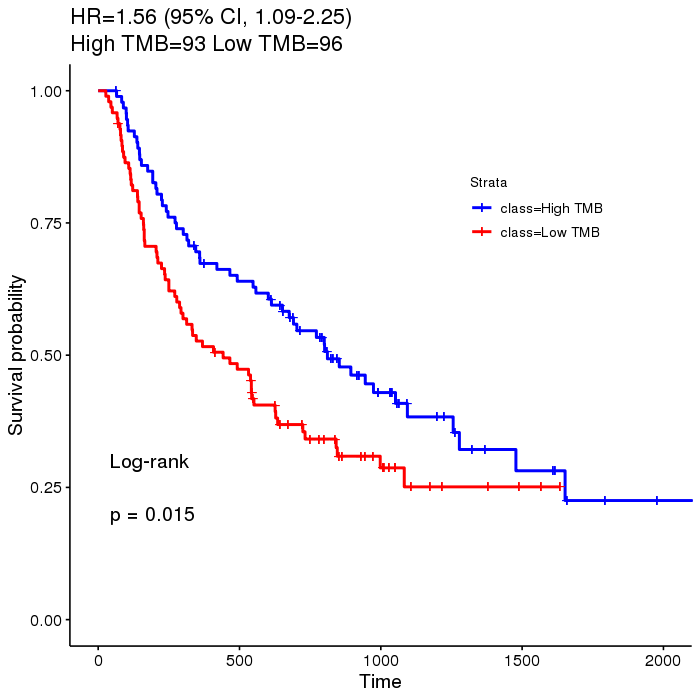 HR=1.56 (95% CI, 1.09-2.25)
High TMB=93 Low TMB=96
1.00
0.75
0.50
0.25
0.00
Survival probability
Strata
class=High TMB
class=Low TMB
Log-rank
p = 0.015
0 500 1000 1500 2000
Time